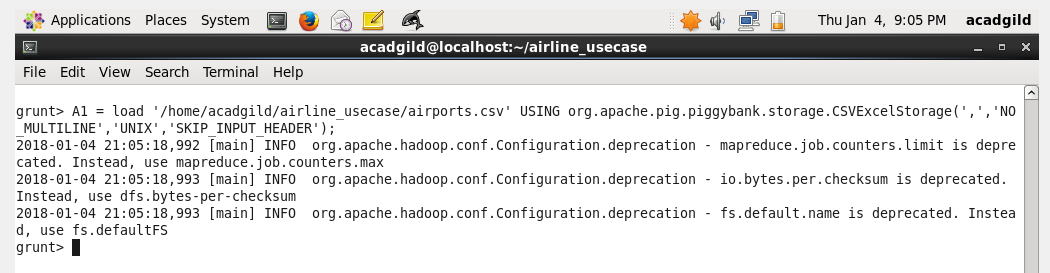 Applications Places System Thu Jan 4, 9:05 PM acadgild
acadgild@localhost:~/airline_usecase
File Edit View Search Terminal Help
grunt> A1 = load '/home/acadgild/airline_usecase/airports.csv' USING org.apache.pig.piggybank.storage.CSVExcelStorage(',','NO
_MULTILINE','UNIX','SKIP_INPUT_HEADER');
2018-01-04 21:05:18,992 [main] INFO  org.apache.hadoop.conf.Configuration.deprecation - mapreduce.job.counters.limit is depre
cated. Instead, use mapreduce.job.counters.max
2018-01-04 21:05:18,993 [main] INFO  org.apache.hadoop.conf.Configuration.deprecation - io.bytes.per.checksum is deprecated.
Instead, use dfs.bytes-per-checksum
2018-01-04 21:05:18,993 [main] INFO  org.apache.hadoop.conf.Configuration.deprecation - fs.default.name is deprecated. Instea
d, use fs.defaultFS
grunt>